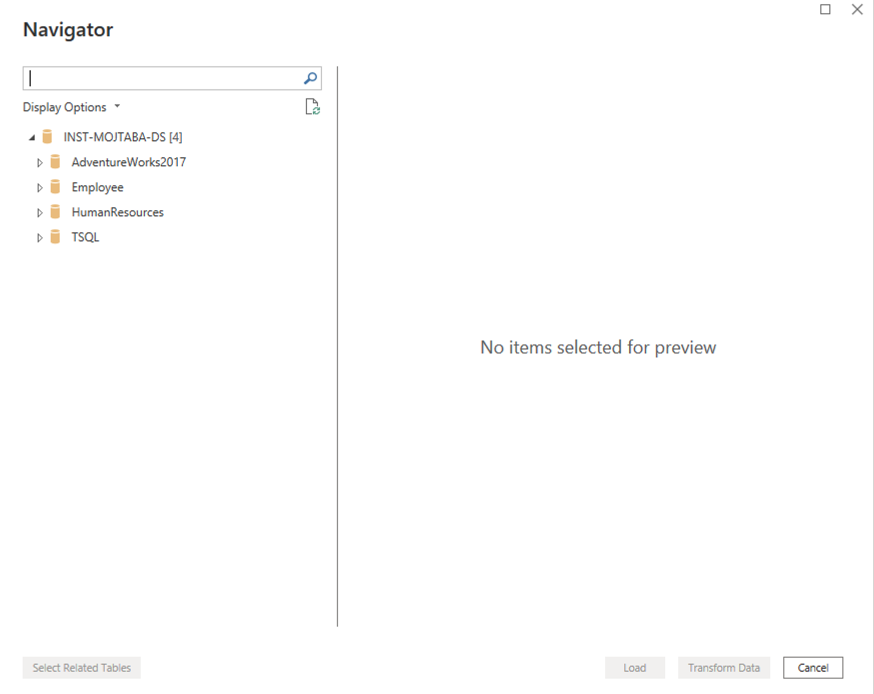 Navigator
Display Options
INST-MOJTABA-DS [4]
AdventureWorks2017
Employee
HumanResources
TSQL
No items selected for preview
Select Related Tables
Load
Transform Data
Cancel